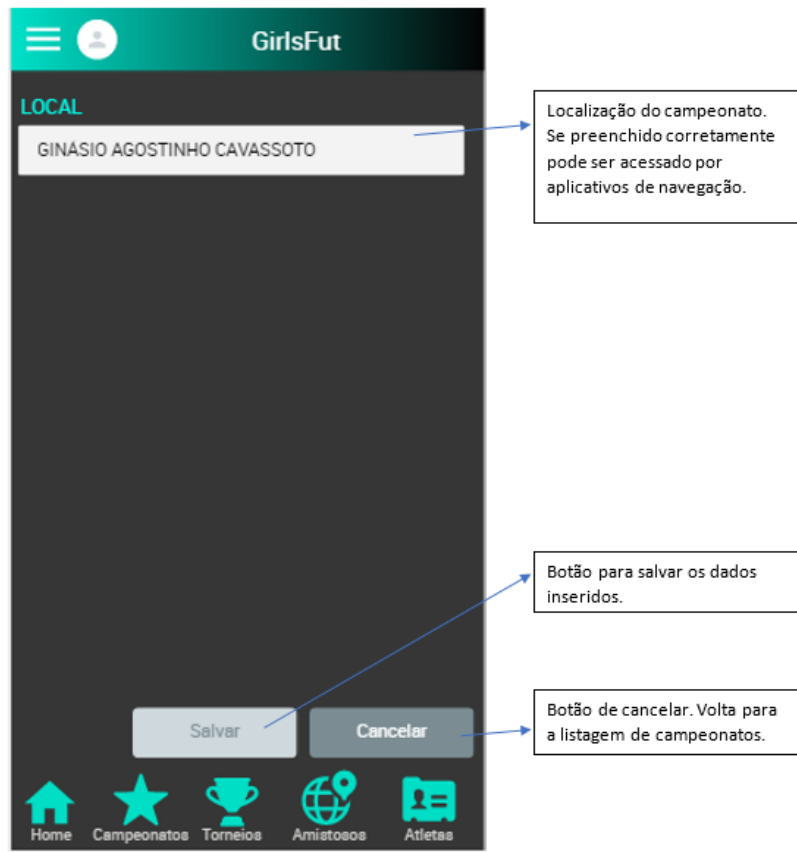 GirlsFut
LOCAL
GINÁSIO AGOSTINHO CAVASSOTO
Localização do campeonato.
Se preenchido corretamente
pode ser acessado por
aplicativos de navegação.
Botão para salvar os dados
inseridos.
Salvar
Cancelar
Botão de cancelar. Volta para
a listagem de campeonatos.
Home Campeonatos Torneios Amistosos Atletas